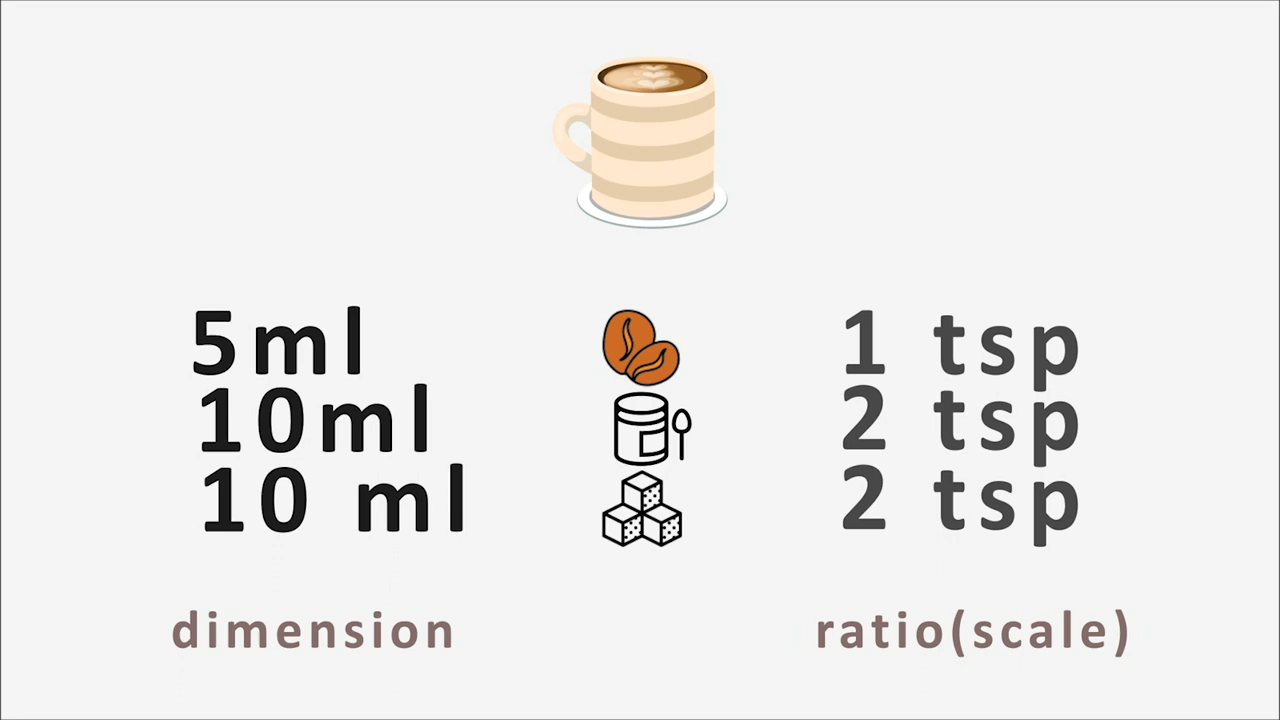 5ml 1 tsp
10ml 2 tsp
10 ml 2 tsp
dimension ratio(scale)